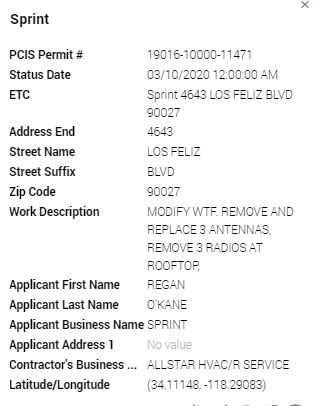 Sprint
PCIS Permit # 19016-10000-11471
Status Date 03/10/2020 12:00:00 AM
ETC Sprint 4643 LOS FELIZ BLVD
90027
Address End 4643
Street Name LOS FELIZ
Street Suffix BLVD
Zip Code 90027
Work Description MODIFY WTF. REMOVE AND
REPLACE 3 ANTENNAS,
REMOVE 3 RADIOS AT
ROOFTOP,
Applicant First Name REGAN
Applicant Last Name O'KANE
Applicant Business Name SPRINT
Applicant Address 1 No value
Contractor's Business ... ALLSTAR HVAC/R SERVICE
Latitude/Longitude (34.11148, -118.29083)